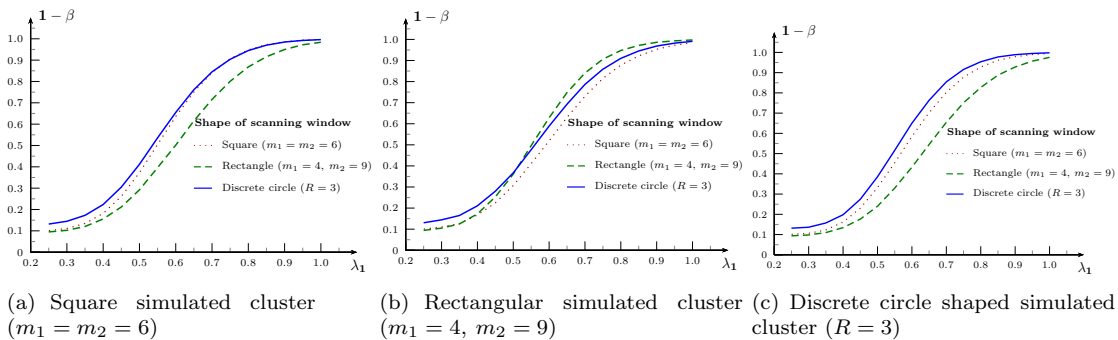 1 − β
1.0
0.9
0.8
0.7
0.6
0.5
0.4
0.3
0.2
0.1
0
0.2 0.3 0.4 0.5 0.6 0.7 0.8 0.9 1.0
λ₁
Shape of scanning window
Square (m₁ = m₂ = 6)
Rectangle (m₁ = 4, m₂ = 9)
Discrete circle (R = 3)
(a) Square simulated cluster
(m₁ = m₂ = 6)
1 − β
1.0
0.9
0.8
0.7
0.6
0.5
0.4
0.3
0.2
0.1
0
0.2 0.3 0.4 0.5 0.6 0.7 0.8 0.9 1.0
λ₁
Shape of scanning window
Square (m₁ = m₂ = 6)
Rectangle (m₁ = 4, m₂ = 9)
Discrete circle (R = 3)
(b) Rectangular simulated cluster
(m₁ = 4, m₂ = 9)
1 − β
1.0
0.9
0.8
0.7
0.6
0.5
0.4
0.3
0.2
0.1
0
0.2 0.3 0.4 0.5 0.6 0.7 0.8 0.9 1.0
λ₁
Shape of scanning window
Square (m₁ = m₂ = 6)
Rectangle (m₁ = 4, m₂ = 9)
Discrete circle (R = 3)
(c) Discrete circle shaped simulated
cluster (R = 3)